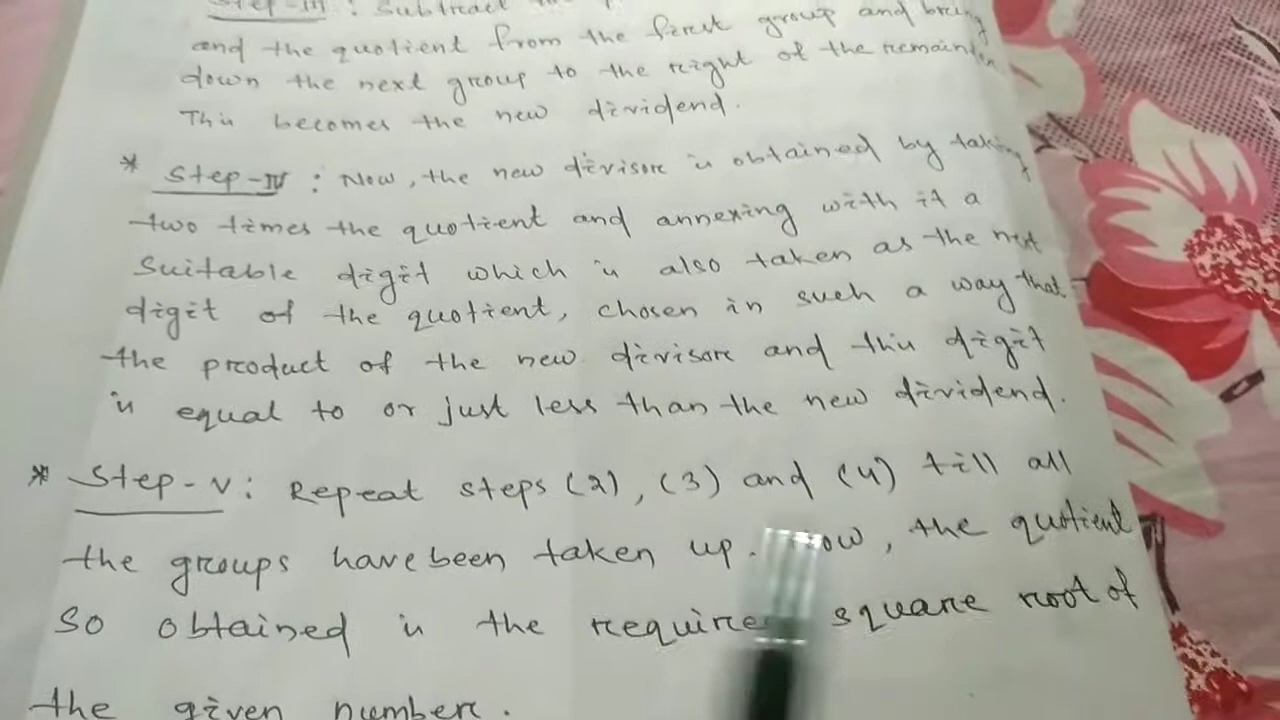 Step-III : Subtract
and the quotient from the first group and bring
down the next group to the right of the remainder
This becomes the new dividend.
* Step-IV : Now, the new divisor is obtained by taking
two times the quotient and annexing with it a
suitable digit which is also taken as the next
digit of the quotient, chosen in such a way that
the product of the new divisor and this digit
is equal to or just less than the new dividend.
* Step-V : Repeat steps (2), (3) and (4) till all
the groups have been taken up. Now, the quotient
so obtained is the required square root of
the given number.